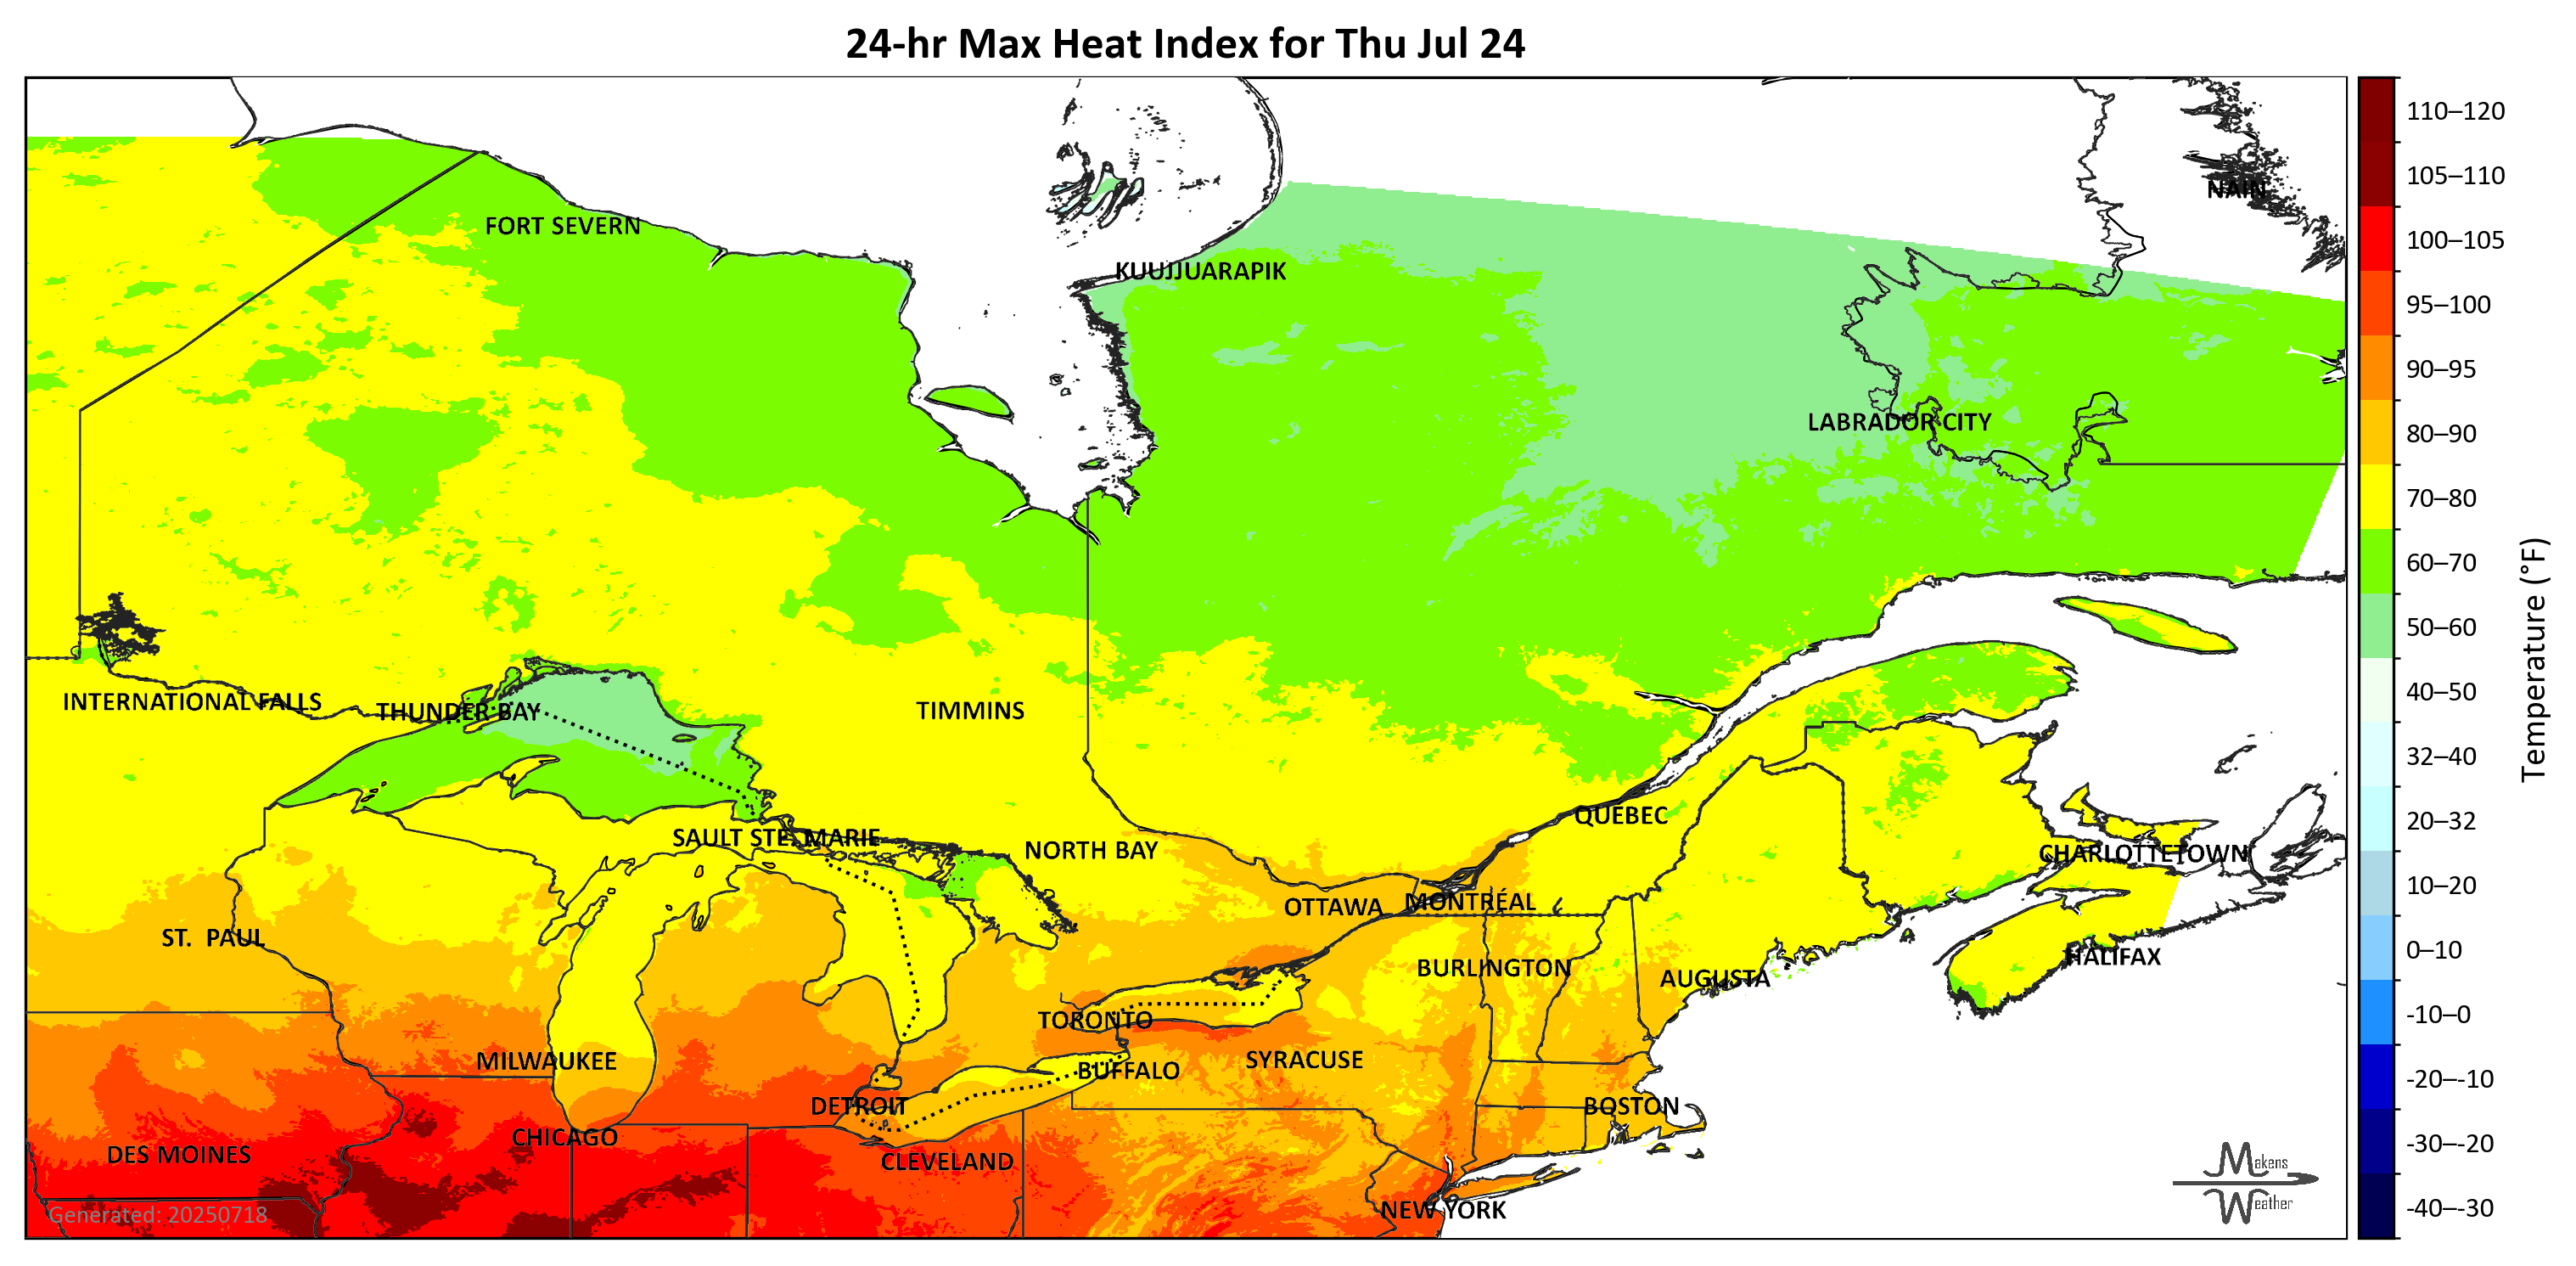 24-hr Max Heat Index for Thu Jul 24
110–120
105–110
NAIN
FORT SEVERN
100–105
KUUJJUARAPIK
95–100
90–95
LABRADOR CITY
80–90
70–80
60–70
50–60
Temperature (°F)
40–50
INTERNATIONAL FALLS
THUNDER BAY
TIMMINS
32–40
QUÉBEC
20–32
SAULT STE. MARIE
NORTH BAY
CHARLOTTETOWN
10–20
OTTAWA
MONTRÉAL
ST. PAUL
0–10
HALIFAX
BURLINGTON
AUGUSTA
-10–0
TORONTO
MILWAUKEE
SYRACUSE
BUFFALO
-20–-10
DETROIT
BOSTON
CHICAGO
-30–-20
DES MOINES
CLEVELAND
Makens
Weather
-40–-30
NEW YORK
Generated: 20250718